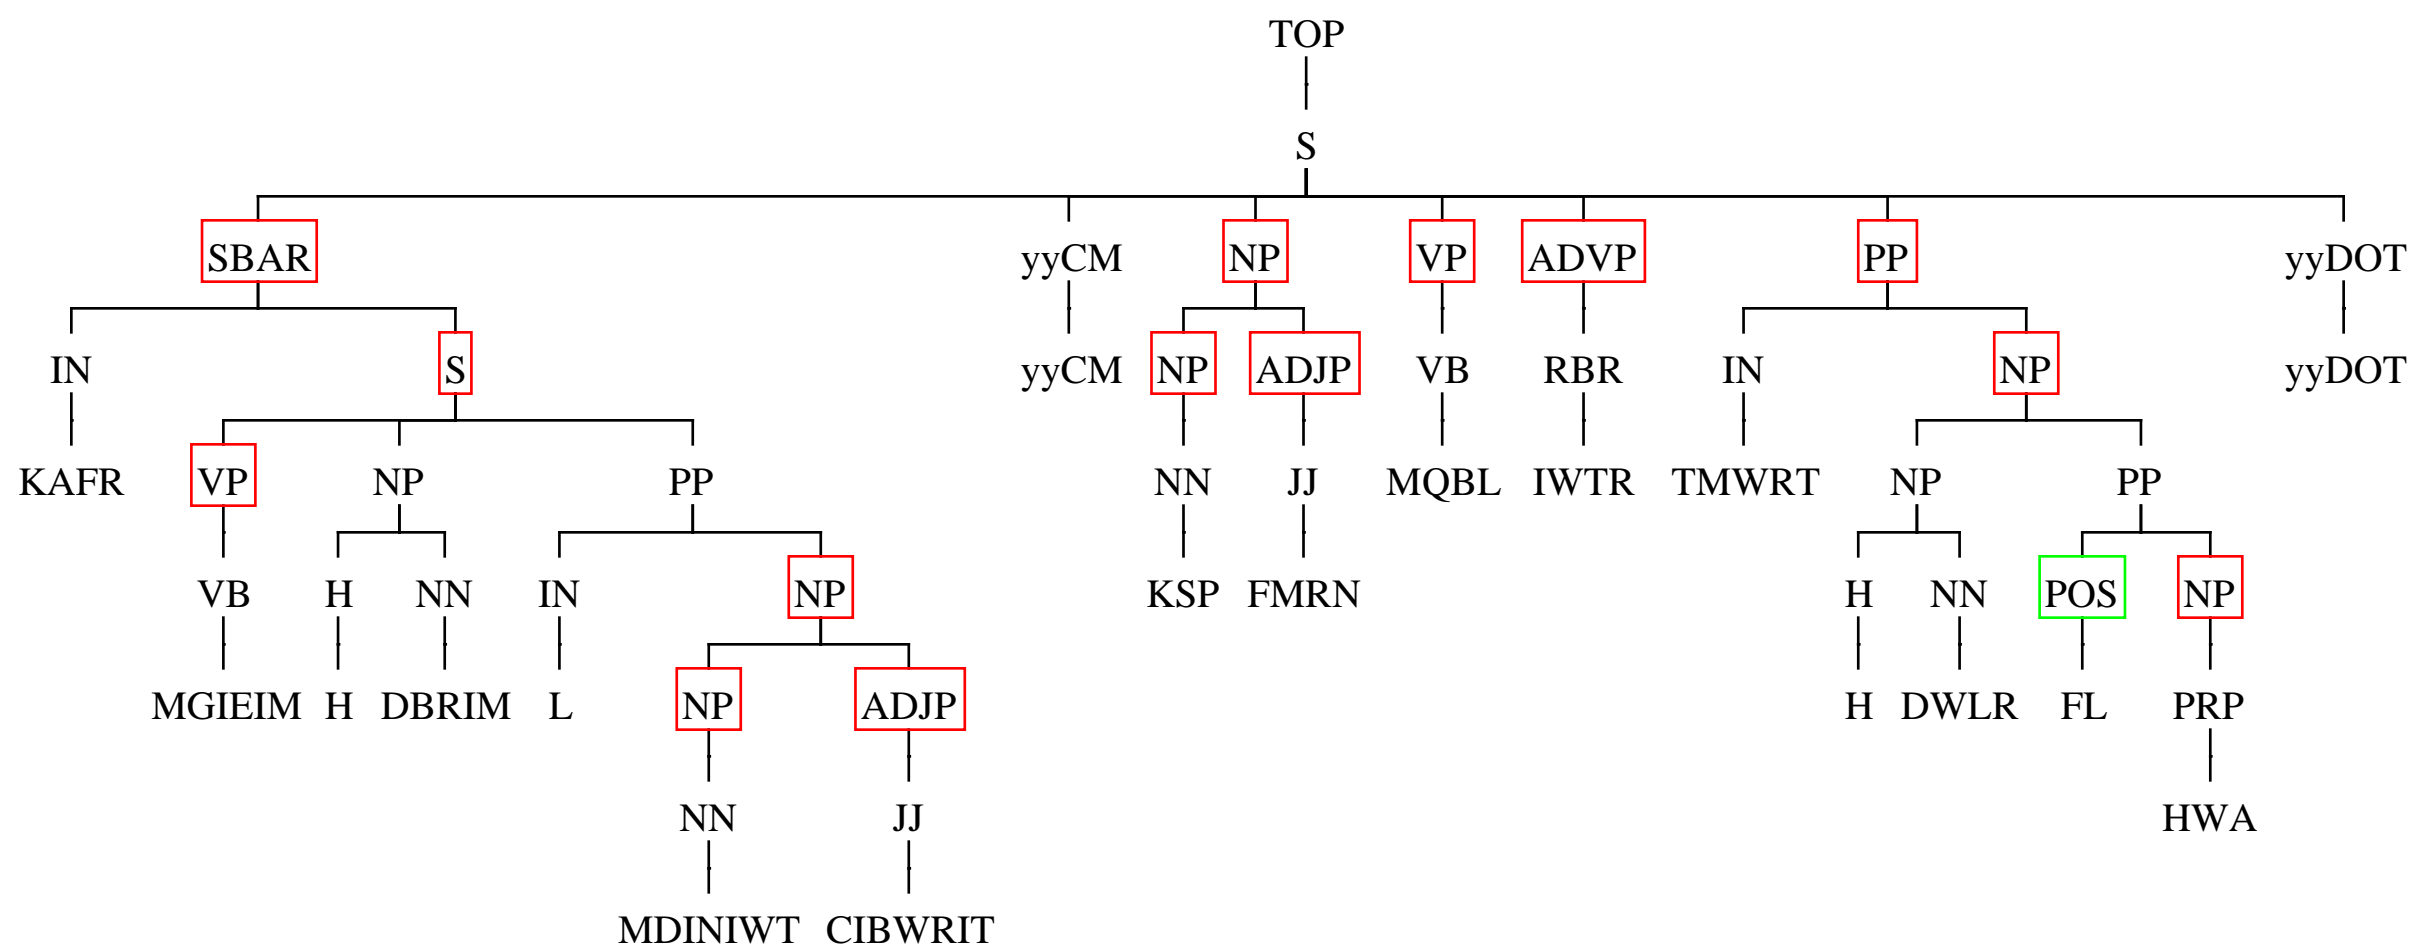 TOP
S
SBAR yyCM NP VP ADVP PP yyDOT
IN S yyCM NP ADJP VB RBR IN NP yyDOT
KAFR VP NP PP NN JJ MQBL IWTR TMWRT NP PP
VB H NN IN NP KSP FMRN H NN POS NP
MGIEIM H DBRIM L NP ADJP H DWLR FL PRP
NN JJ HWA
MDINIWT CIBWRIT